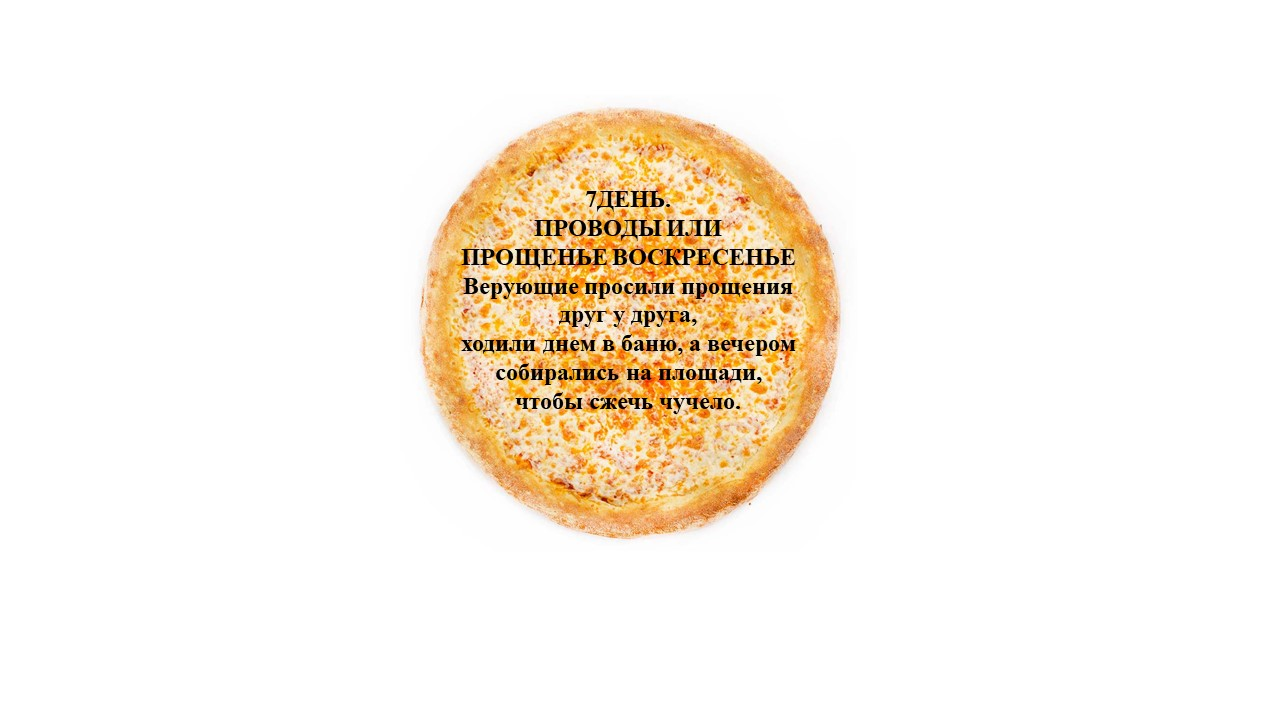 7ДЕНЬ.
ПРОВОДЫ ИЛИ
ПРОЩЕНЬЕ ВОСКРЕСЕНЬЕ
Верующие просили прощения
друг у друга,
ходили днем в баню, а вечером
собирались на площади,
чтобы сжечь чучело.